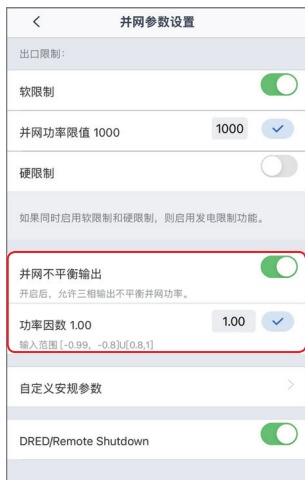 并网参数设置
出口限制:
软限制
并网功率限值 1000 1000
硬限制
如果同时启用软限制和硬限制，则启用发电限制功能。
并网不平衡输出
开启后，允许三相输出不平衡并网功率。
功率因数 1.00 1.00
输入范围[-0.99，-0.8]U[0.8,1]
自定义安规参数
DRED/Remote Shutdown